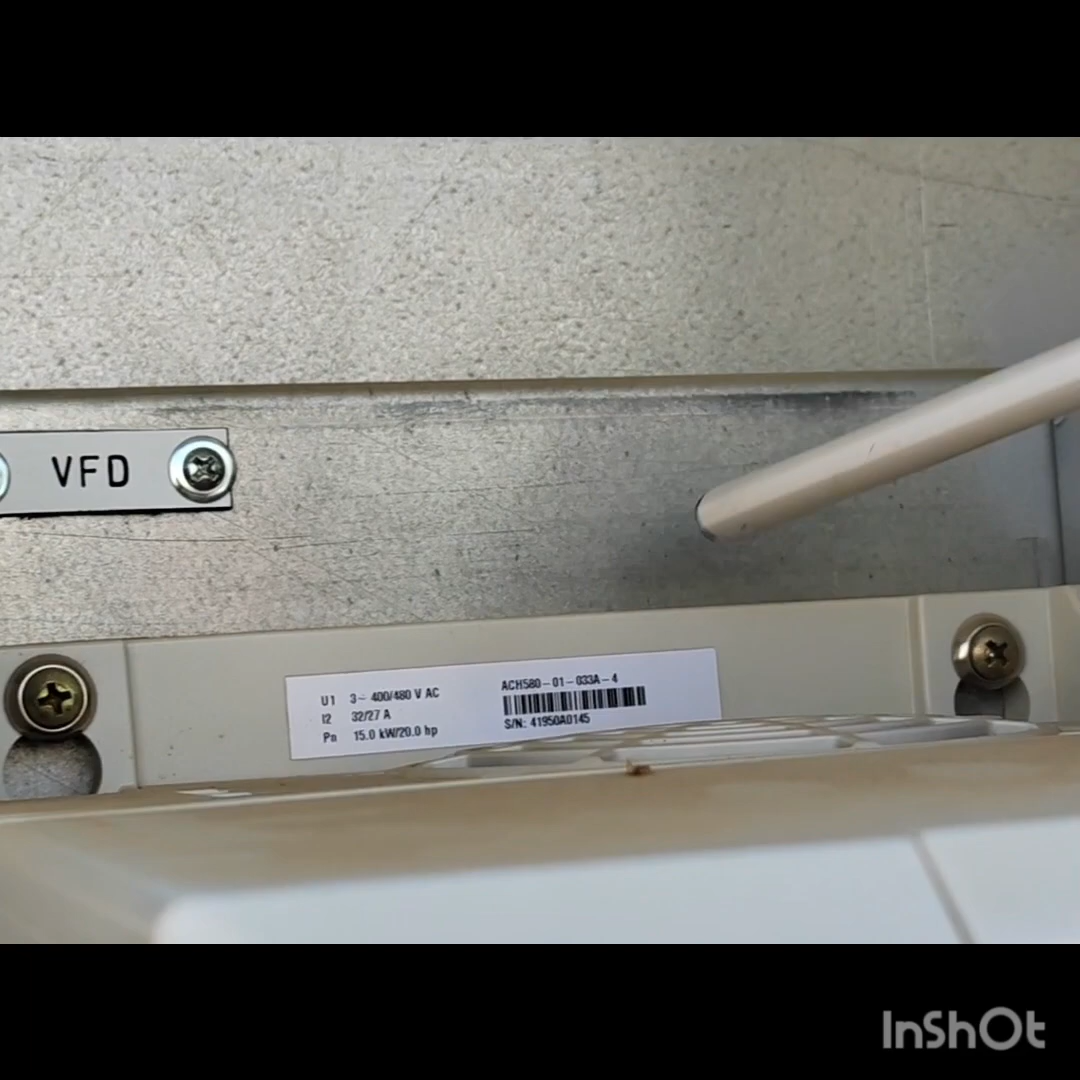 VFD
U1 3~ 400/480 V AC
I2 32/27 A
Pn 15.0 kW/20.0 hp
ACH580-01-033A-4
S/N: 41950A0145
InShOt